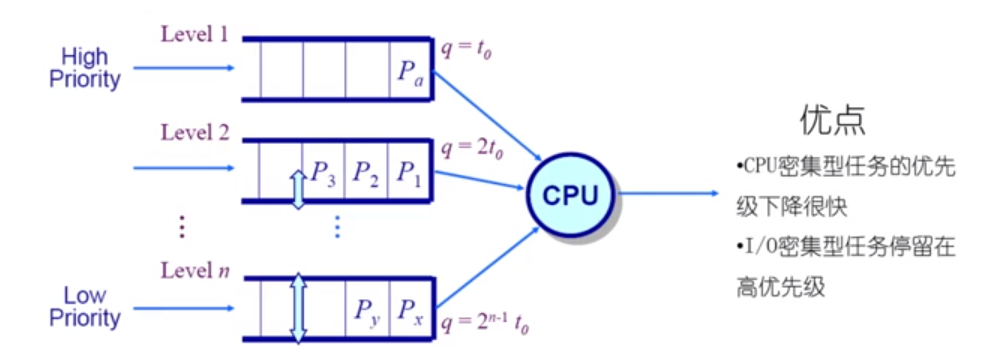 Level 1
High
Priority
P_a
q = t_0
Level 2
P_3 P_2 P_1
q = 2t_0
⋮
⋮
CPU
Level n
Low
Priority
P_y P_x
q = 2^{n-1} t_0
优点
•CPU密集型任务的优先
级下降很快
•I/O密集型任务停留在
高优先级